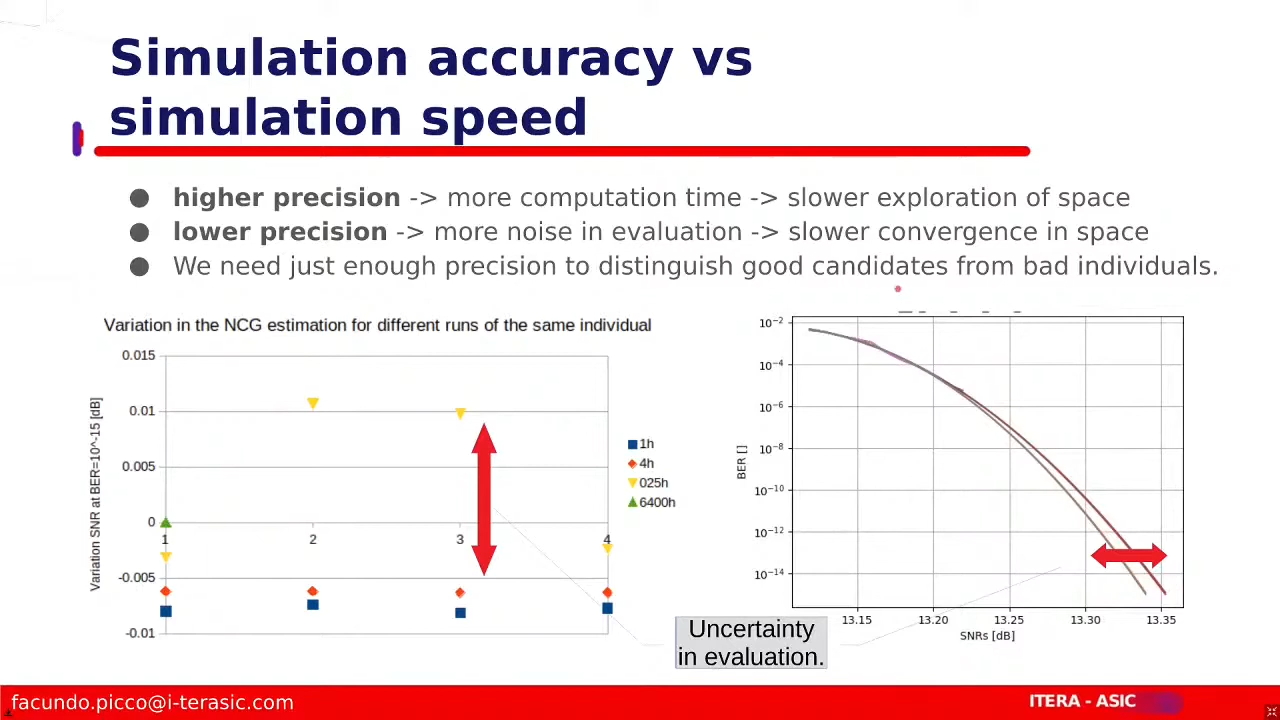 Simulation accuracy vs
simulation speed
● higher precision -> more computation time -> slower exploration of space
● lower precision -> more noise in evaluation -> slower convergence in space
● We need just enough precision to distinguish good candidates from bad individuals.
Variation in the NCG estimation for different runs of the same individual
Variation SNR at BER=10^-15 [dB]
0.015
0.01
0.005
0
-0.005
-0.01
1 2 3 4
1h
4h
025h
6400h
BER []
10⁻²
10⁻⁴
10⁻⁶
10⁻⁸
10⁻¹⁰
10⁻¹²
10⁻¹⁴
13.15 13.20 13.25 13.30 13.35
SNRs [dB]
Uncertainty
in evaluation.
facundo.picco@i-terasic.com
ITERA - ASIC